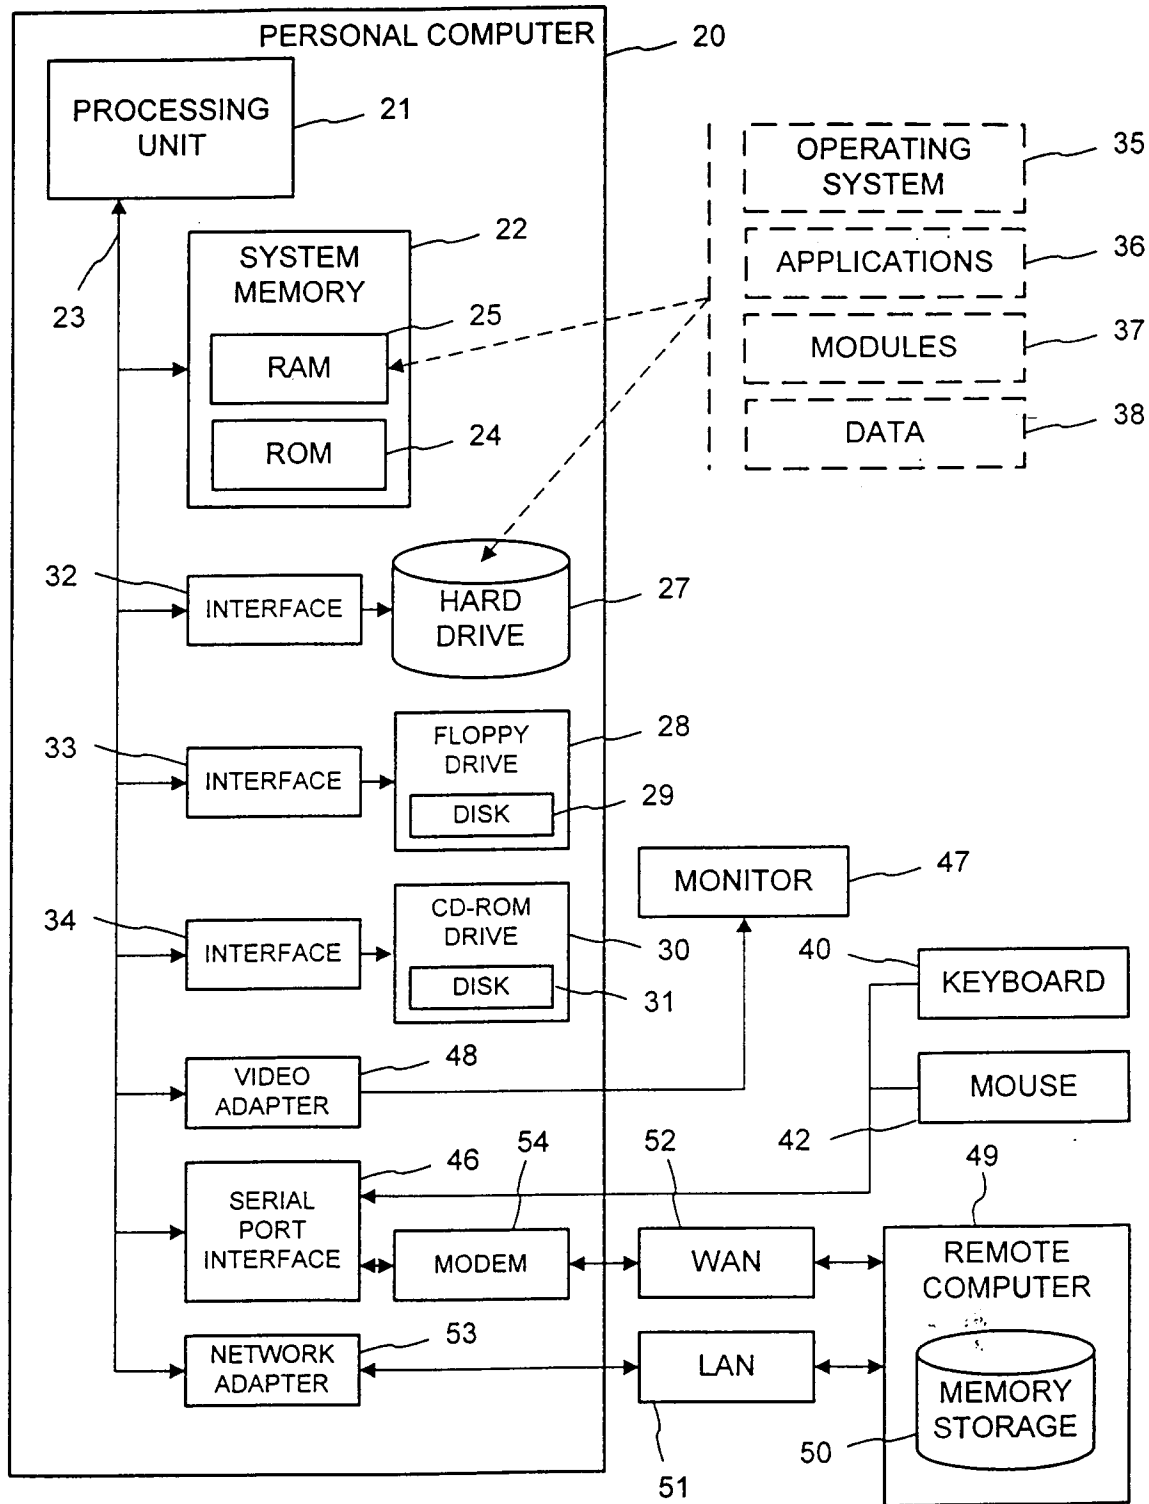 PERSONAL COMPUTER
20
PROCESSING
UNIT
21
23
22
SYSTEM
MEMORY
25
RAM
24
ROM
OPERATING
SYSTEM
35
APPLICATIONS
36
MODULES
37
DATA
38
32
INTERFACE
HARD
DRIVE
27
33
INTERFACE
FLOPPY
DRIVE
28
DISK
29
34
INTERFACE
CD-ROM
DRIVE
30
DISK
31
MONITOR
47
40
KEYBOARD
MOUSE
42
VIDEO
ADAPTER
48
46
SERIAL
PORT
INTERFACE
54
MODEM
52
WAN
49
REMOTE
COMPUTER
MEMORY
STORAGE
50
NETWORK
ADAPTER
53
LAN
51